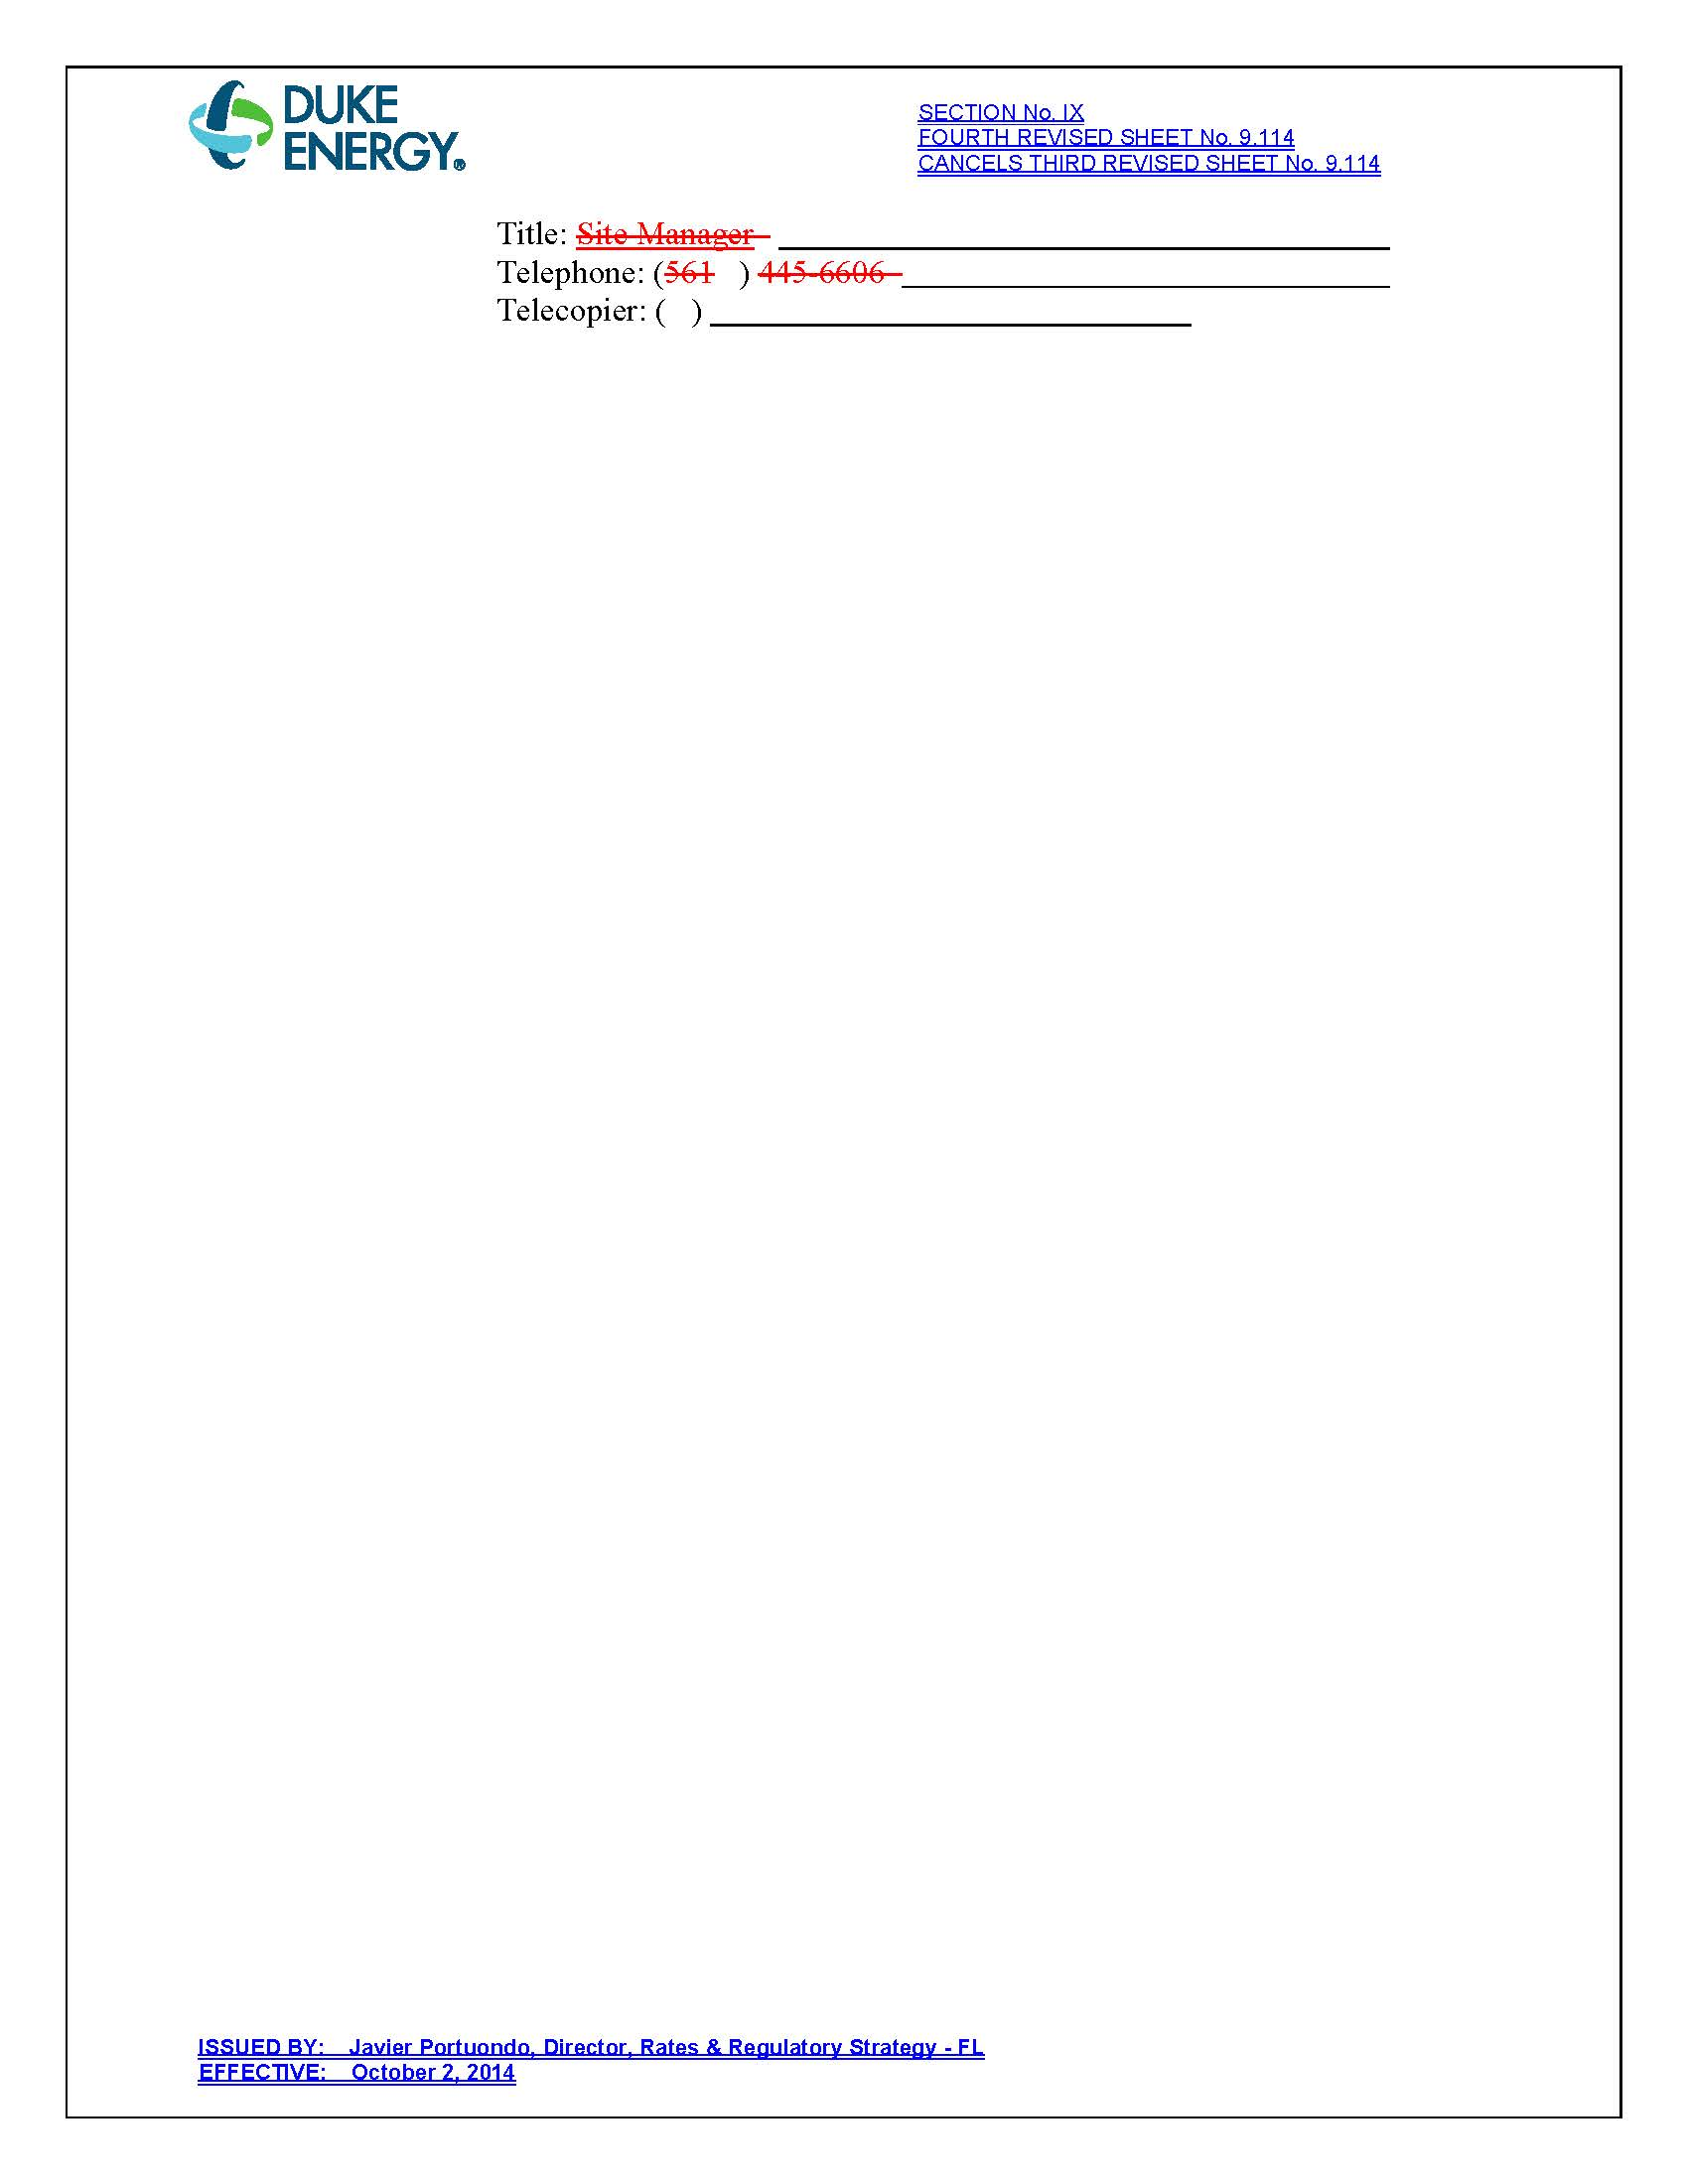 DUKE
ENERGY®
SECTION No. IX
FOURTH REVISED SHEET No. 9.114
CANCELS THIRD REVISED SHEET No. 9.114
Title: Site Manager
Telephone: (561 ) 445-6606
Telecopier: ( )
ISSUED BY: Javier Portuondo, Director, Rates & Regulatory Strategy - FL
EFFECTIVE: October 2, 2014